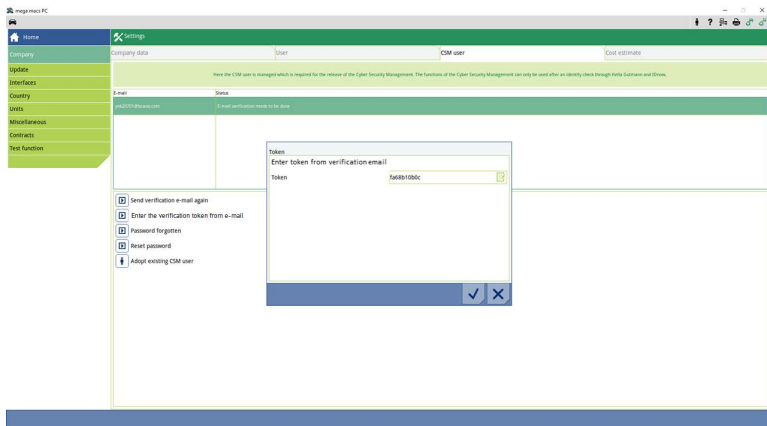 mega macs PC
Home
Settings
Company
Company data
User
CSM user
Cost estimate
Update
Interfaces
Country
Units
Miscellaneous
Contracts
Test function
Here the CSM user is managed which is required for the release of the Cyber Security Management. The functions of the Cyber Security Management can only be used after an identity check through Hella Gutmann and IDnow.
E-mail
Status
E-mail verification needs to be done
Token
Enter token from verification email
Token
fa68b10b0c
Send verification e-mail again
Enter the verification token from e-mail
Password forgotten
Reset password
Adopt existing CSM user